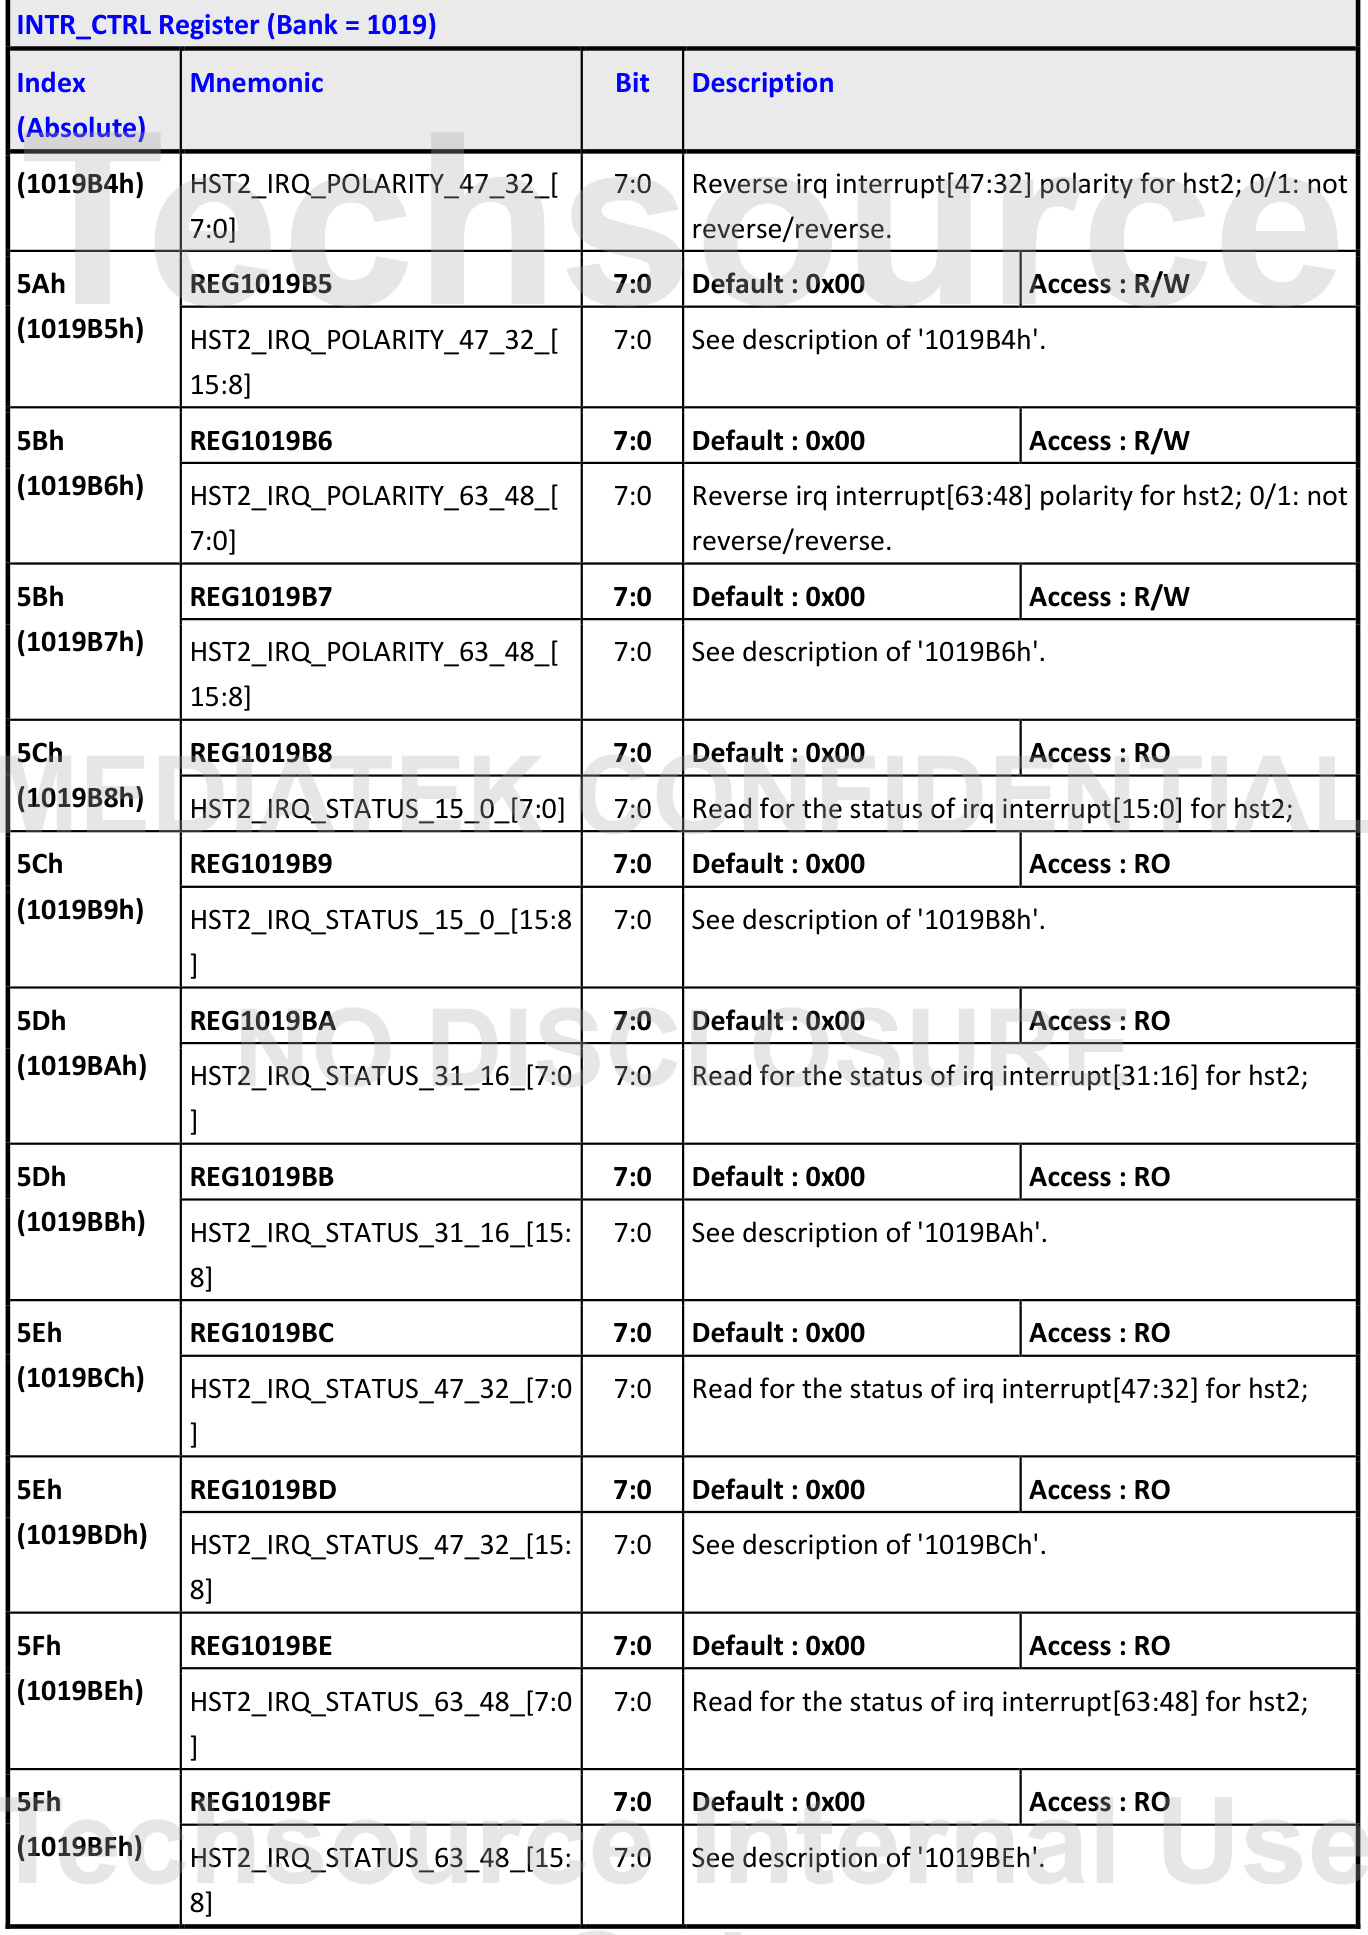 INTR_CTRL Register (Bank = 1019)
Index
(Absolute)
Mnemonic
Bit
Description
(1019B4h)
HST2_IRQ_POLARITY_47_32_[
7:0]
7:0
Reverse irq interrupt[47:32] polarity for hst2; 0/1: not
reverse/reverse.
5Ah
(1019B5h)
REG1019B5
7:0
Default : 0x00
Access : R/W
HST2_IRQ_POLARITY_47_32_[
15:8]
7:0
See description of '1019B4h'.
5Bh
(1019B6h)
REG1019B6
7:0
Default : 0x00
Access : R/W
HST2_IRQ_POLARITY_63_48_[
7:0]
7:0
Reverse irq interrupt[63:48] polarity for hst2; 0/1: not
reverse/reverse.
5Bh
(1019B7h)
REG1019B7
7:0
Default : 0x00
Access : R/W
HST2_IRQ_POLARITY_63_48_[
15:8]
7:0
See description of '1019B6h'.
5Ch
(1019B8h)
REG1019B8
7:0
Default : 0x00
Access : RO
HST2_IRQ_STATUS_15_0_[7:0]
7:0
Read for the status of irq interrupt[15:0] for hst2;
5Ch
(1019B9h)
REG1019B9
7:0
Default : 0x00
Access : RO
HST2_IRQ_STATUS_15_0_[15:8
]
7:0
See description of '1019B8h'.
5Dh
(1019BAh)
REG1019BA
7:0
Default : 0x00
Access : RO
HST2_IRQ_STATUS_31_16_[7:0
]
7:0
Read for the status of irq interrupt[31:16] for hst2;
5Dh
(1019BBh)
REG1019BB
7:0
Default : 0x00
Access : RO
HST2_IRQ_STATUS_31_16_[15:
8]
7:0
See description of '1019BAh'.
5Eh
(1019BCh)
REG1019BC
7:0
Default : 0x00
Access : RO
HST2_IRQ_STATUS_47_32_[7:0
]
7:0
Read for the status of irq interrupt[47:32] for hst2;
5Eh
(1019BDh)
REG1019BD
7:0
Default : 0x00
Access : RO
HST2_IRQ_STATUS_47_32_[15:
8]
7:0
See description of '1019BCh'.
5Fh
(1019BEh)
REG1019BE
7:0
Default : 0x00
Access : RO
HST2_IRQ_STATUS_63_48_[7:0
]
7:0
Read for the status of irq interrupt[63:48] for hst2;
5Fh
(1019BFh)
REG1019BF
7:0
Default : 0x00
Access : RO
HST2_IRQ_STATUS_63_48_[15:
8]
7:0
See description of '1019BEh'.
Techsource
MEDIATEK CONFIDENTIAL
NO DISCLOSURE
Techsource Internal Use